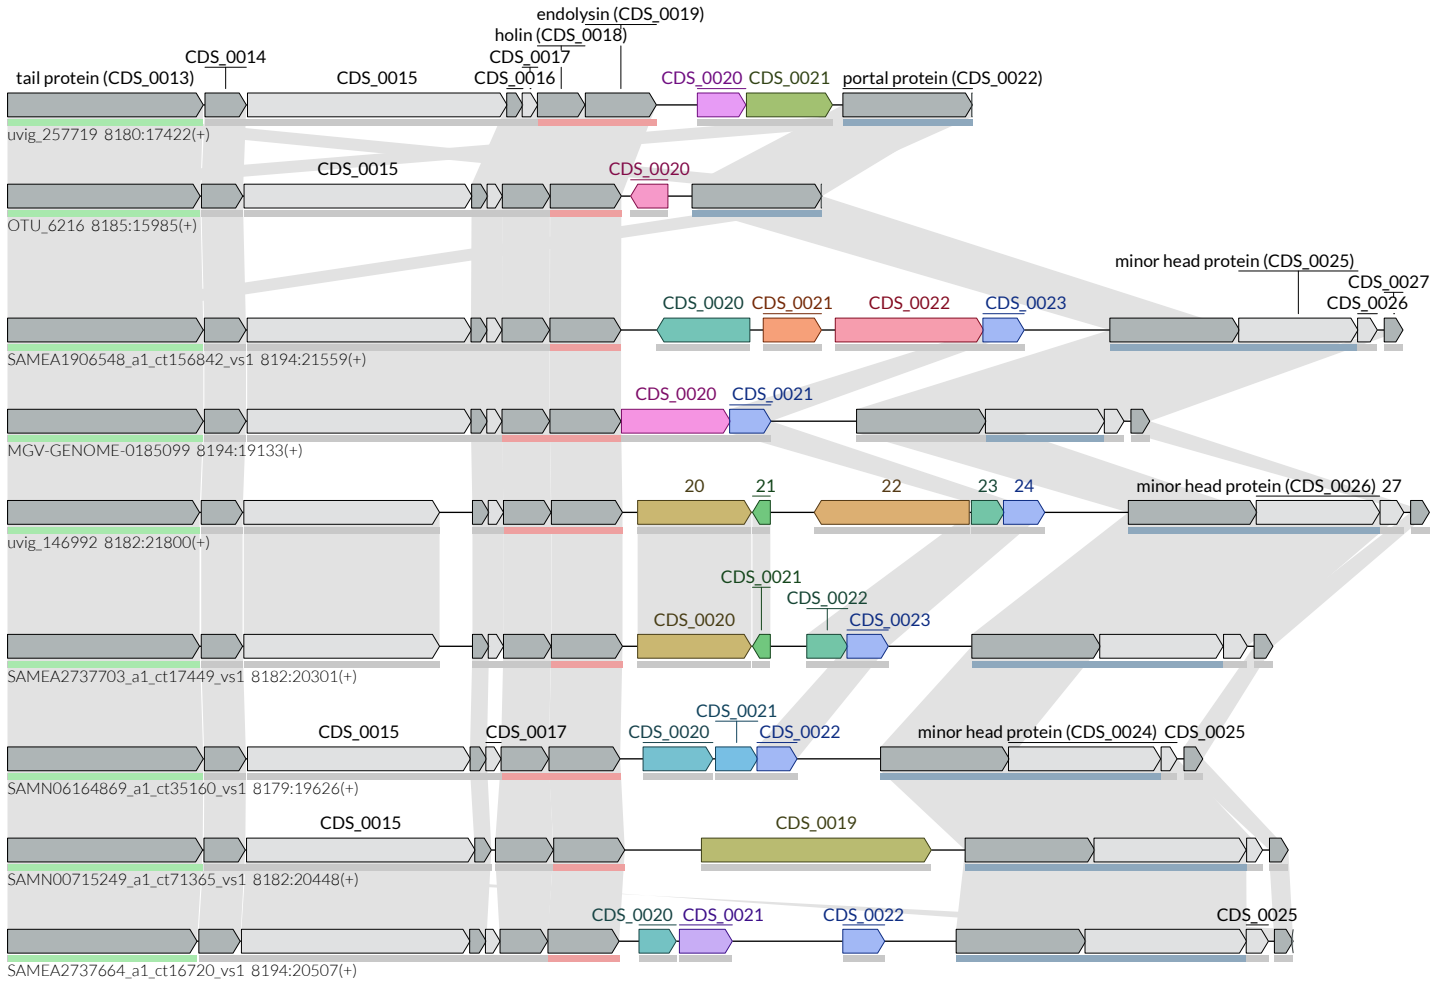 endolysin (CDS_0019)
holin (CDS_0018)
CDS_0014 CDS_0017
tail protein (CDS_0013) CDS_0015 CDS_0016 CDS_0020 CDS_0021 portal protein (CDS_0022)
uvig_257719 8180:17422(+)
CDS_0015 CDS_0020
OTU_6216 8185:15985(+)
minor head protein (CDS_0025)
CDS_0027
CDS_0020 CDS_0021 CDS_0022 CDS_0023 CDS_0026
SAMEA1906548_a1_ct156842_vs1 8194:21559(+)
CDS_0020 CDS_0021
MGV-GENOME-0185099 8194:19133(+)
20 21 22 23 24 minor head protein (CDS_0026) 27
uvig_146992 8182:21800(+)
CDS_0021
CDS_0022
CDS_0020 CDS_0023
SAMEA2737703_a1_ct17449_vs1 8182:20301(+)
CDS_0021
CDS_0015 CDS_0017 CDS_0020 CDS_0022 minor head protein (CDS_0024) CDS_0025
SAMN06164869_a1_ct35160_vs1 8179:19626(+)
CDS_0015 CDS_0019
SAMN00715249_a1_ct71365_vs1 8182:20448(+)
CDS_0020 CDS_0021 CDS_0022 CDS_0025
SAMEA2737664_a1_ct16720_vs1 8194:20507(+)